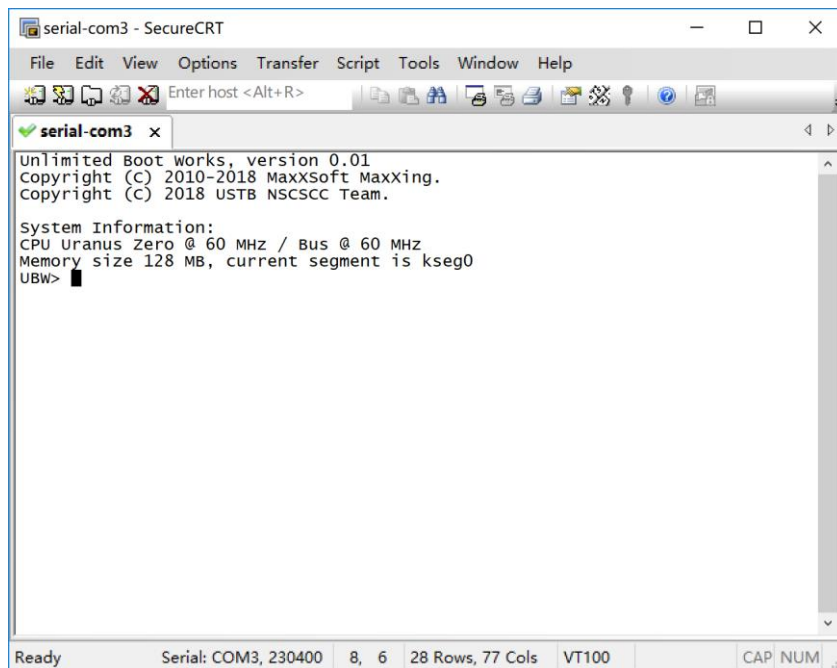 serial-com3 - SecureCRT
File Edit View Options Transfer Script Tools Window Help
Enter host <Alt+R>
serial-com3
Unlimited Boot Works, version 0.01
Copyright (C) 2010-2018 MaxXSoft MaxXing.
Copyright (C) 2018 USTB NSCSCC Team.
System Information:
CPU Uranus Zero @ 60 MHz / Bus @ 60 MHz
Memory size 128 MB, current segment is kseg0
UBW>
Ready Serial: COM3, 230400 8, 6 28 Rows, 77 Cols VT100 CAP NUM